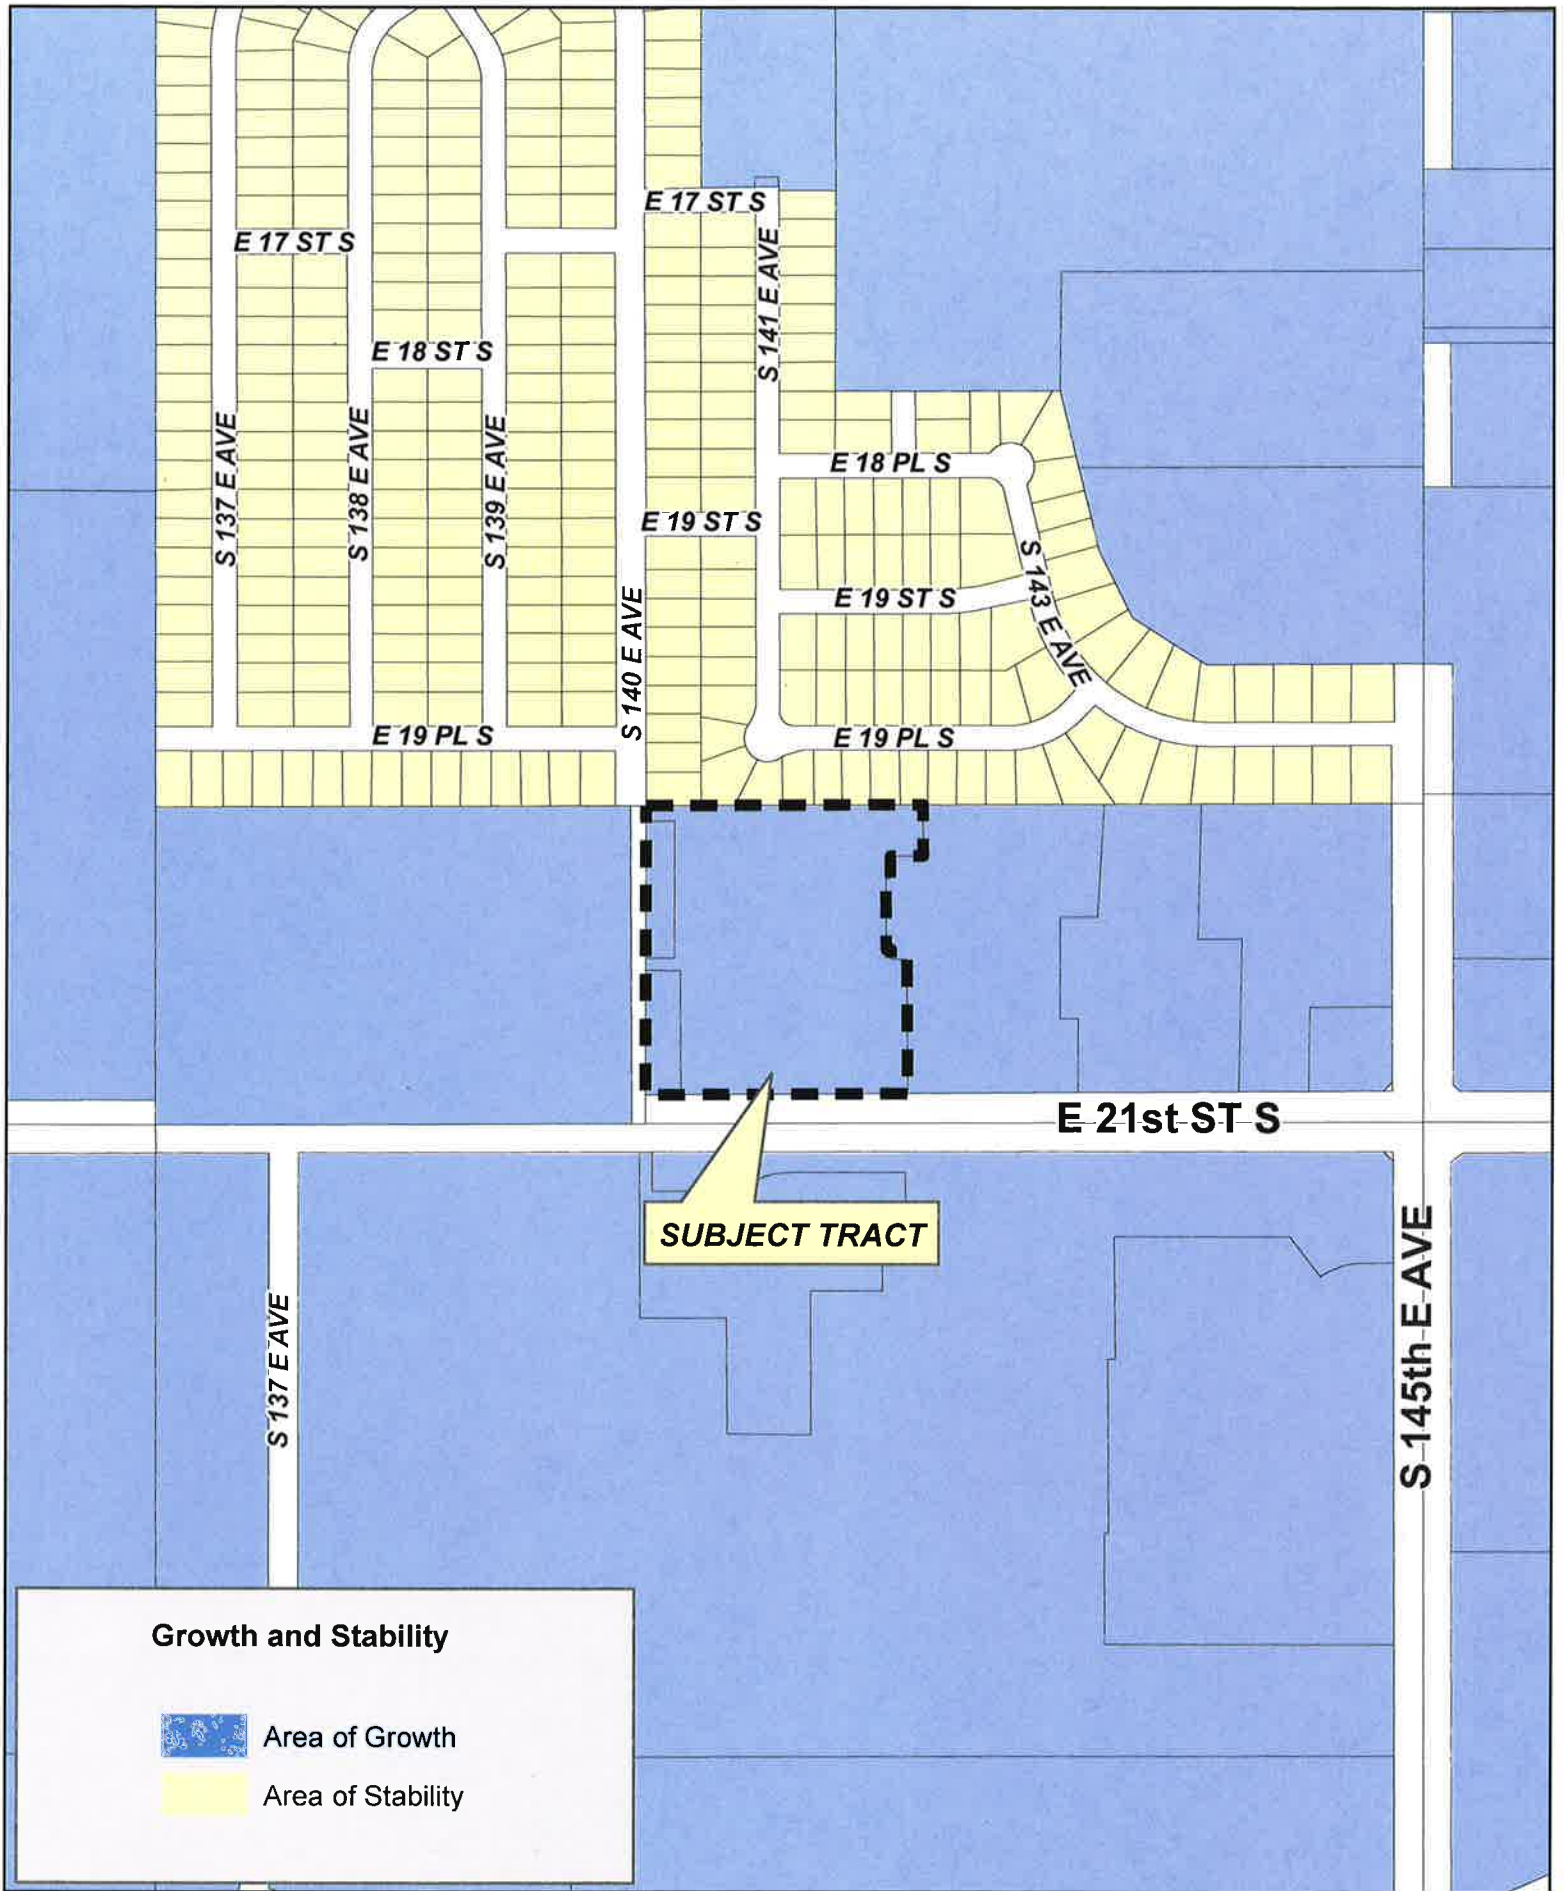 E 17 ST S
E 17 ST S
S 141 E AVE
E 18 ST S
S 137 E AVE
S 138 E AVE
S 139 E AVE
E 18 PL S
E 19 ST S
S 143 E AVE
E 19 ST S
S 140 E AVE
E 19 PL S
E 19 PL S
E 21st ST S
SUBJECT TRACT
S 145th E AVE
S 137 E AVE
Growth and Stability
Area of Growth
Area of Stability